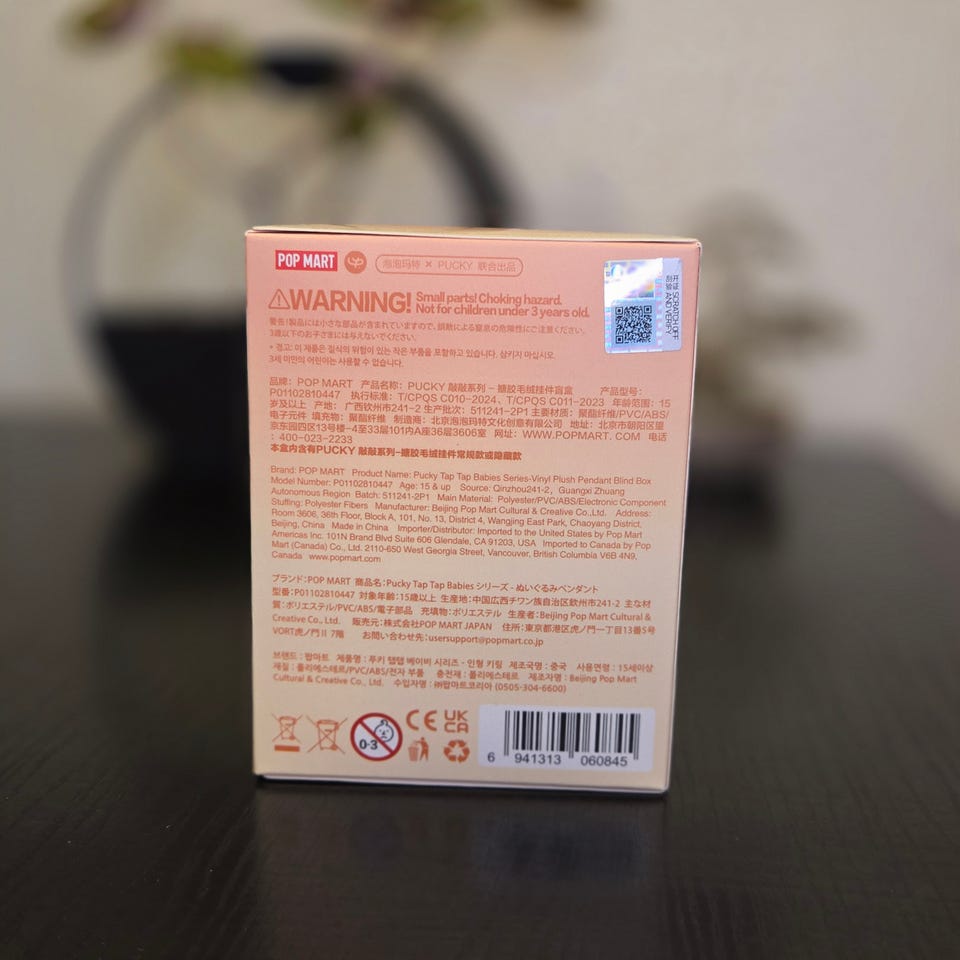 POP MART
泡泡玛特 × PUCKY 联合出品
开拆 SCRATCH OFF
刮刷 AND VERIFY
WARNING! Small parts! Choking hazard.
Not for children under 3 years old.
警告！製品には小さな部品が含まれていますので、誤飲による窒息の危険性にご注意ください。
3歳以下のお子さまには与えないでください。
* 경고: 이 제품은 질식의 위험이 있는 작은 부품을 포함하고 있습니다. 삼키지 마십시오.
3세 미만의 어린이는 사용할 수 없습니다.
品牌：POP MART 产品名称：PUCKY 敲敲系列 – 搪胶毛绒挂件盲盒 产品型号：
P01102810447 执行标准：T/CPQS C010-2024、T/CPQS C011-2023 年龄范围：15
岁及以上 产地：广西钦州市241-2 生产批次：511241-2P1 主要材质：聚酯纤维/PVC/ABS/
电子元件 填充物：聚酯纤维 制造商：北京泡泡玛特文化创意有限公司 地址：北京市朝阳区望
京东园四区13号楼-4至33层101内A座36层3606室 网址：WWW.POPMART.COM 电话
：400-023-2233
本盒内含有PUCKY 敲敲系列–搪胶毛绒挂件常规款或隐藏款
Brand: POP MART Product Name: Pucky Tap Tap Babies Series-Vinyl Plush Pendant Blind Box
Model Number: P01102810447 Age: 15 & up Source: Qinzhou241-2, Guangxi Zhuang
Autonomous Region Batch: 511241-2P1 Main Material: Polyester/PVC/ABS/Electronic Component
Stuffing: Polyester Fibers Manufacturer: Beijing Pop Mart Cultural & Creative Co.,Ltd. Address:
Room 3606, 36th Floor, Block A, 101, No. 13, District 4, Wangjing East Park, Chaoyang District,
Beijing, China Made in China Importer/Distributor: Imported to the United States by Pop Mart
Americas Inc. 101N Brand Blvd Suite 606 Glendale, CA 91203, USA Imported to Canada by Pop
Mart (Canada) Co., Ltd. 2110-650 West Georgia Street, Vancouver, British Columbia V6B 4N9,
Canada www.popmart.com
ブランド：POP MART 商品名：Pucky Tap Tap Babies シリーズ - ぬいぐるみペンダント
型番：P01102810447 対象年齢：15歳以上 生産地：中国広西チワン族自治区欽州市241-2 主な材
質：ポリエステル/PVC/ABS/電子部品 充填物：ポリエステル 生産者：Beijing Pop Mart Cultural &
Creative Co., Ltd. 販売元：株式会社POP MART JAPAN 住所：東京都港区虎ノ門一丁目13番5号
VORT虎ノ門Ⅱ 7階 お問い合わせ先：usersupport@popmart.co.jp
브랜드 : 팝마트 제품명 : 푸키 탭탭 베이비 시리즈 - 인형 키링 제조국명 : 중국 사용연령 : 15세이상
재질 : 폴리에스테르/PVC/ABS/전자 부품 충전재 : 폴리에스테르 제조자명 : Beijing Pop Mart
Cultural & Creative Co., Ltd. 수입자명 : ㈜팝마트코리아 (0505-304-6600)
0-3 CE UK
CA
6 941313 060845